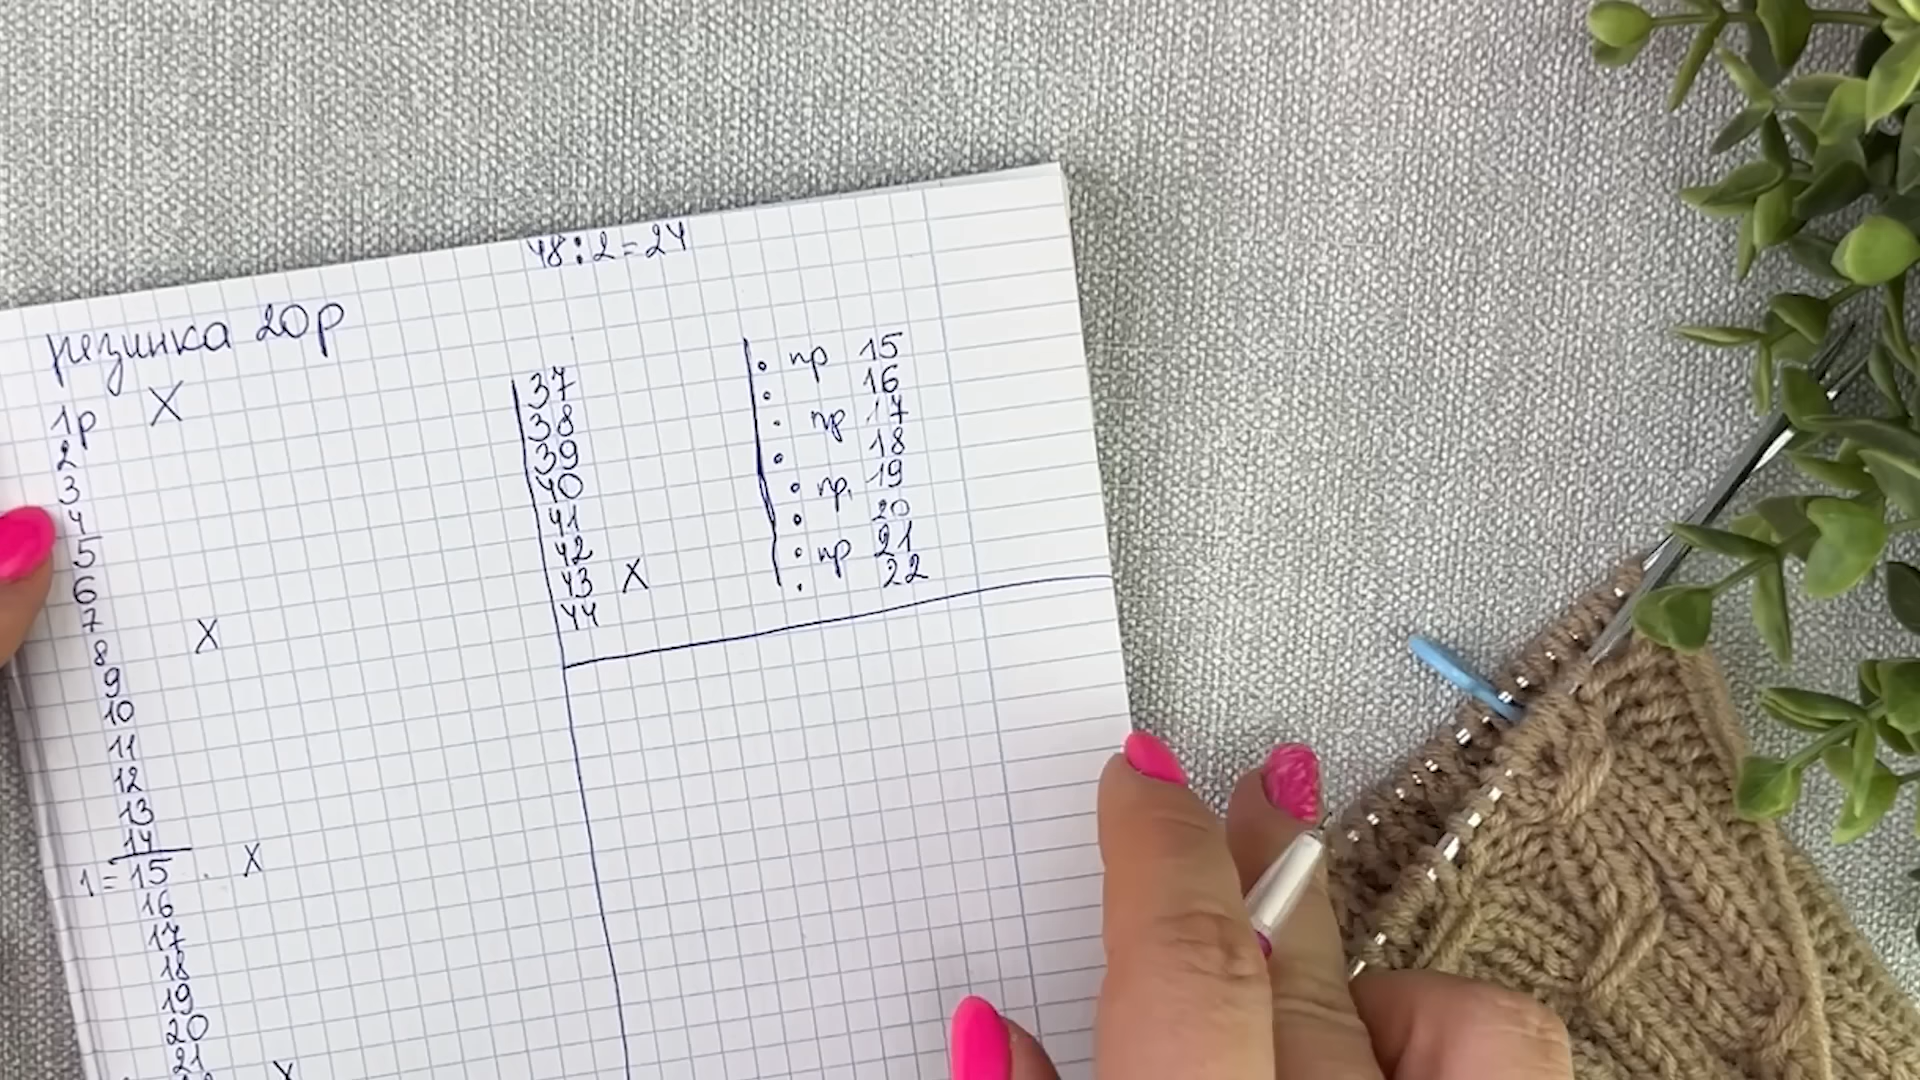 48:2=24
резинка 20р
1р X
2
3
4
5
6
7 X
8
9
10
11
12
13
14
1=15 . X
16
17
18
19
20
21 X
37
38
39
40
41
42
43 X
44
• пр 15
• 16
• пр 17
• 18
• пр. 19
• 20
• пр 21
• 22